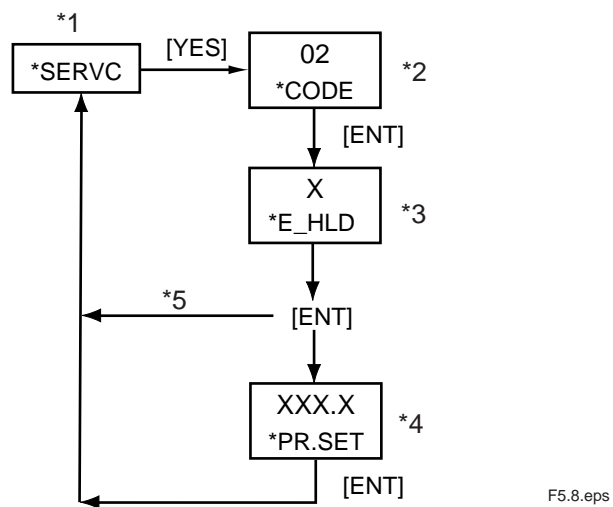 *1
[YES]
*SERVC
02
*CODE
*2
[ENT]
X
*E_HLD
*3
*5
[ENT]
XXX.X
*PR.SET
*4
[ENT]
F5.8.eps